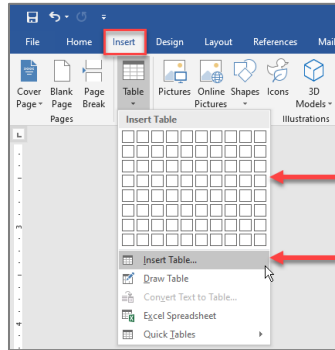 File Home Insert Design Layout References Mail
Cover Page
Blank Page
Page Break
Table
Pictures
Online Pictures
Shapes
Icons
3D Models
Pages
Illustrations
Insert Table
Insert Table...
Draw Table
Convert Text to Table...
Excel Spreadsheet
Quick Tables